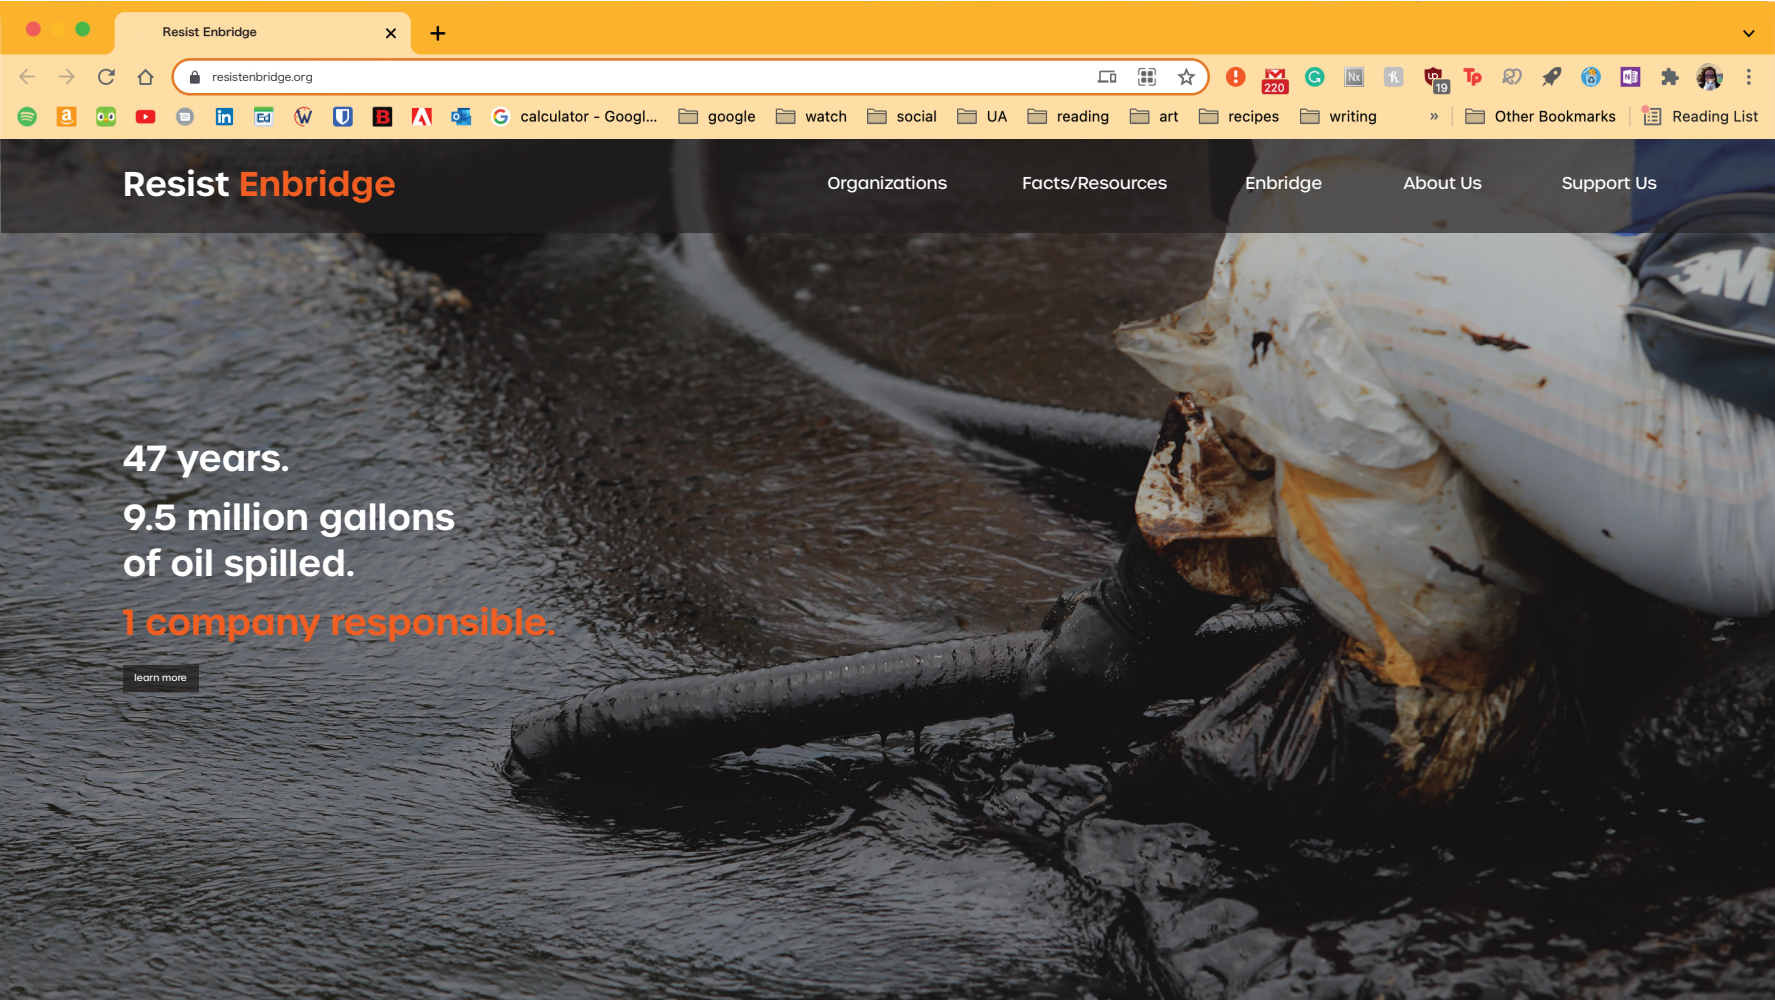 Resist Enbridge
resistenbridge.org
220
19
calculator - Googl...
google
watch
social
UA
reading
art
recipes
writing
»
Other Bookmarks
Reading List
Resist Enbridge
Organizations
Facts/Resources
Enbridge
About Us
Support Us
3M
47 years.
9.5 million gallons
of oil spilled.
1 company responsible.
learn more